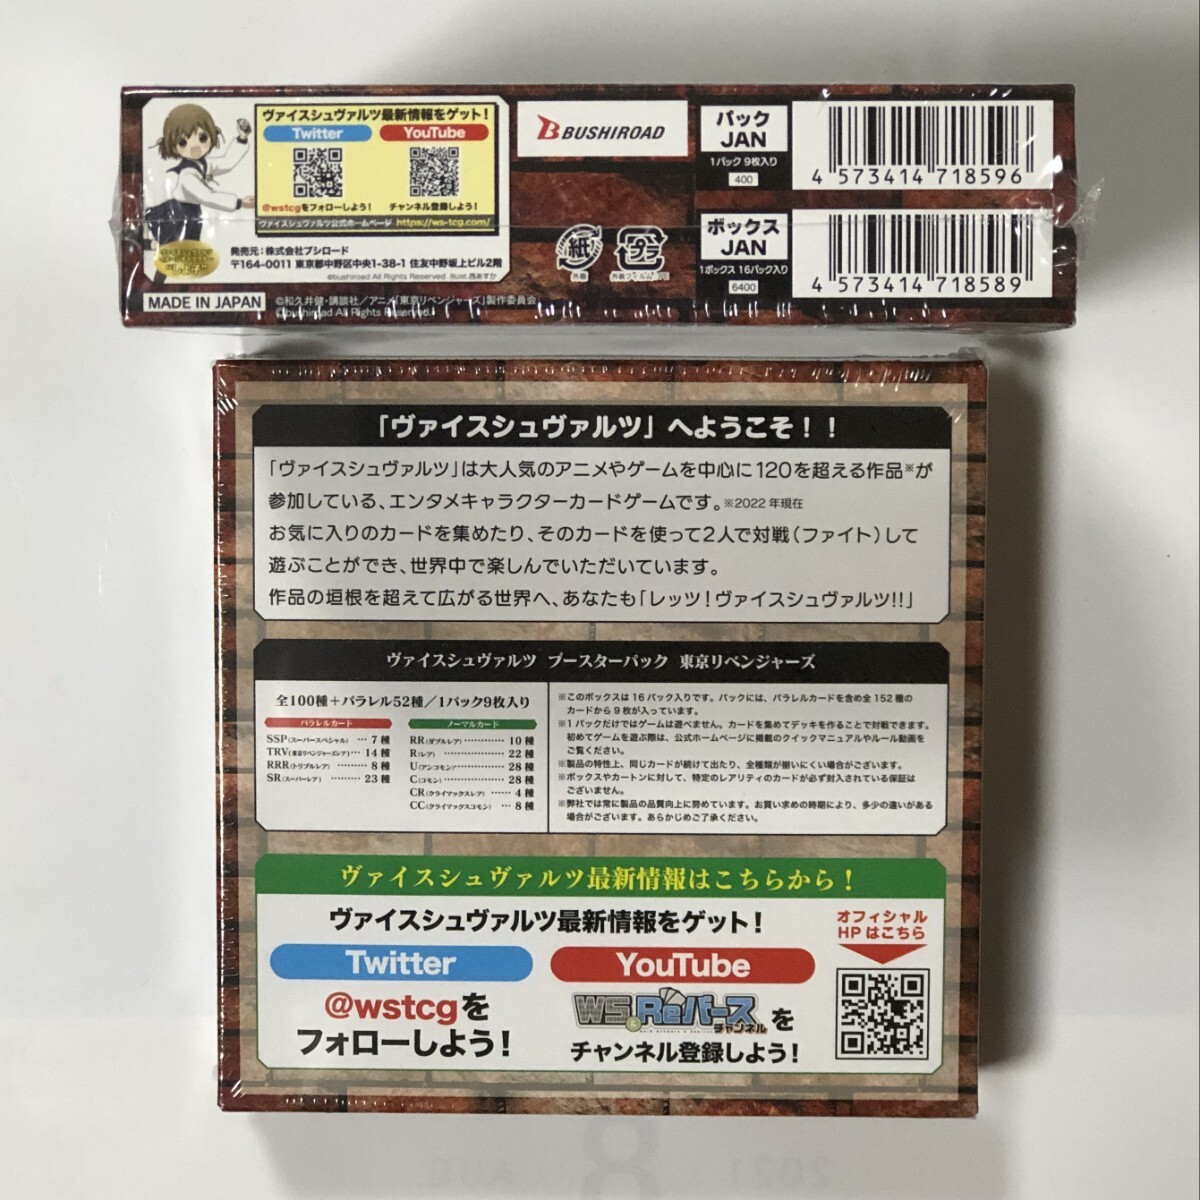 ヴァイスシュヴァルツ最新情報をゲット！
Twitter
YouTube
@wstcgをフォローしよう！
チャンネル登録しよう！
ヴァイスシュヴァルツ公式ホームページ https://ws-tcg.com/
発売元：株式会社ブシロード
〒164-0011 東京都中野区中央1-38-1 住友中野坂上ビル2階
©bushiroad All Rights Reserved. illust.西あすか
MADE IN JAPAN
©和久井健・講談社／アニメ「東京リベンジャーズ」製作委員会
©bushiroad All Rights Reserved.
BUSHIROAD
紙
外箱
プラ
パック
JAN
1パック 9枚入り
400
4 573414 718596
ボックス
JAN
1ボックス 16パック入り
6400
4 573414 718589
「ヴァイスシュヴァルツ」へようこそ！！
「ヴァイスシュヴァルツ」は大人気のアニメやゲームを中心に120を超える作品※が
参加している、エンタメキャラクターカードゲームです。※2022年現在
お気に入りのカードを集めたり、そのカードを使って2人で対戦（ファイト）して
遊ぶことができ、世界中で楽しんでいただいています。
作品の垣根を超えて広がる世界へ、あなたも「レッツ！ヴァイスシュヴァルツ!!」
ヴァイスシュヴァルツ ブースターパック 東京リベンジャーズ
全100種＋パラレル52種／1パック9枚入り
パラレルカード
SSP（スーパースペシャル） … 7種
TRV（東京リベンジャーズレア）… 14種
RRR（トリプルレア） ……… 8種
SR（スーパーレア） ……… 23種
ノーマルカード
RR（ダブルレア） ………… 10種
R（レア） ………………… 22種
U（アンコモン） …………… 28種
C（コモン） ……………… 28種
CR（クライマックスレア） …… 4種
CC（クライマックスコモン） … 8種
※このボックスは16パック入りです。パックには、パラレルカードを含め全152種の
カードから9枚が入っています。
※1パックだけではゲームは遊べません。カードを集めてデッキを作ることで対戦できます。
初めてゲームを遊ぶ際は、公式ホームページに掲載のクイックマニュアルやルール動画を
ご覧ください。
※製品の特性上、同じカードが続けて出たり、全種類が揃いにくい場合がございます。
※ボックスやカートンに対して、特定のレアリティのカードが必ず封入されている保証は
ございません。
※弊社では常に製品の品質向上に努めています。お買い求めの時期により、多少の違いがある
場合がございます。あらかじめご了承ください。
ヴァイスシュヴァルツ最新情報はこちらから！
ヴァイスシュヴァルツ最新情報をゲット！
Twitter
@wstcgを
フォローしよう！
YouTube
WS&Reバース
チャンネル
を
チャンネル登録しよう！
オフィシャル
HPはこちら
8
2021
AUG